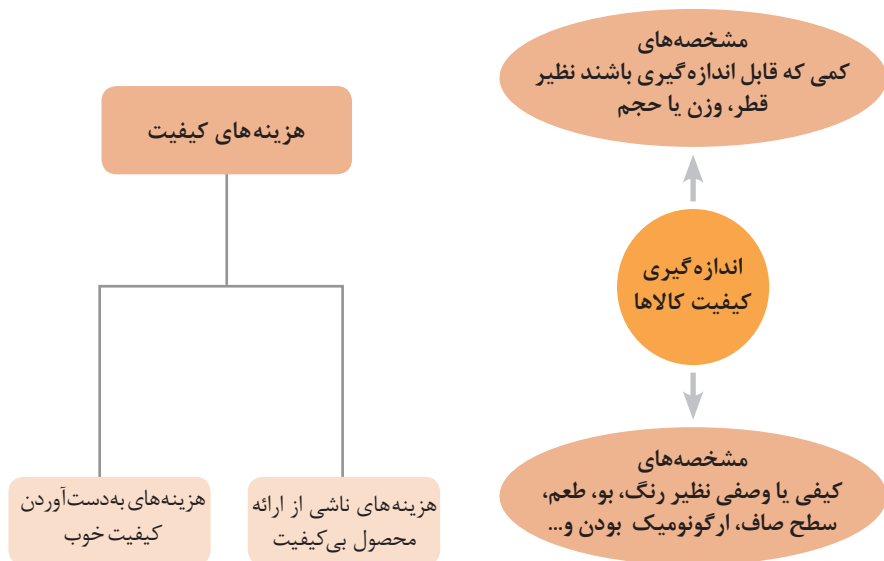 مشخصه‌های
کمی که قابل اندازه‌گیری باشند نظیر
قطر، وزن یا حجم
اندازه‌گیری
کیفیت کالاها
مشخصه‌های
کیفی یا وصفی نظیر رنگ، بو، طعم،
سطح صاف، ارگونومیک بودن و...
هزینه‌های کیفیت
هزینه‌های ناشی از ارائه
محصول بی‌کیفیت
هزینه‌های به‌دست‌آوردن
کیفیت خوب